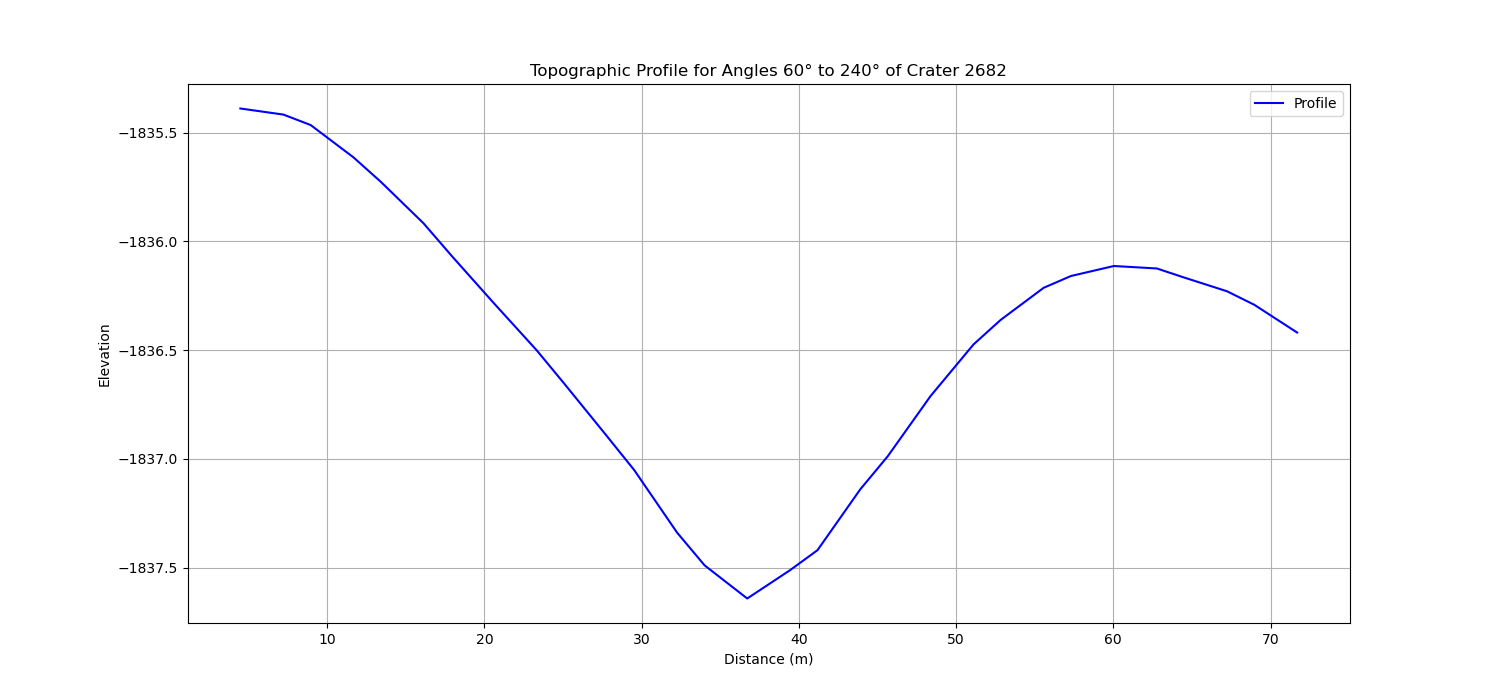 Topographic Profile for Angles 60° to 240° of Crater 2682
Profile
−1835.5
−1836.0
−1836.5
−1837.0
−1837.5
Elevation
10 20 30 40 50 60 70
Distance (m)